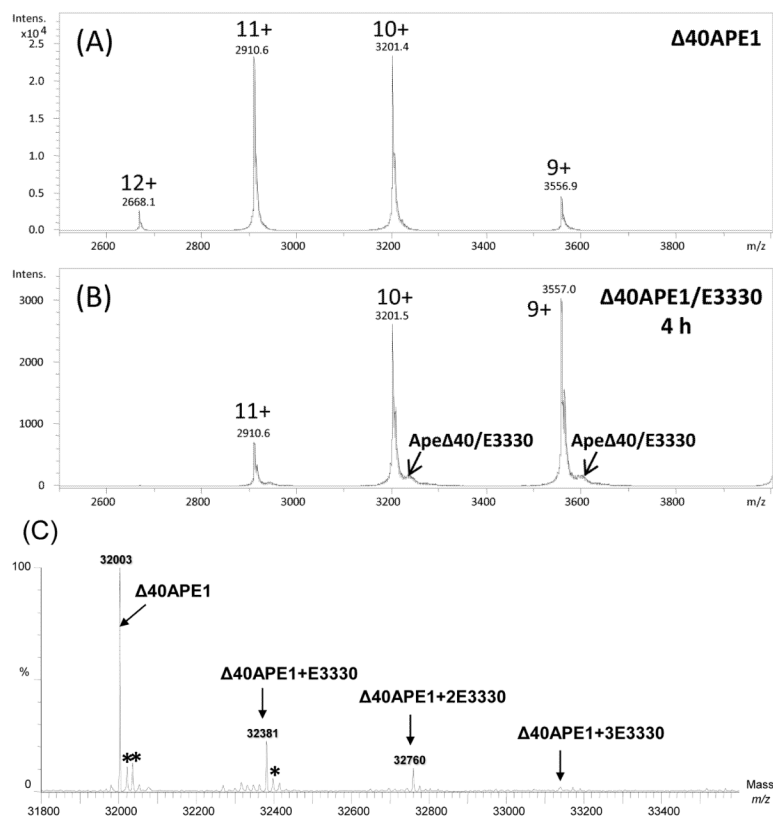 Intens.
x10⁴
(A)
11+
2910.6
10+
3201.4
Δ40APE1
2.5
2.0
1.5
1.0
0.5
0.0
12+
2668.1
9+
3556.9
2600 2800 3000 3200 3400 3600 3800 m/z
Intens.
(B)
10+
3201.5
3557.0
9+
Δ40APE1/E3330
4 h
3000
2000
1000
0
11+
2910.6
ApeΔ40/E3330
ApeΔ40/E3330
2600 2800 3000 3200 3400 3600 3800 m/z
(C)
32003
100
Δ40APE1
%
Δ40APE1+E3330
32381
Δ40APE1+2E3330
32760
Δ40APE1+3E3330
* *
*
0
Mass
m/z
31800 32000 32200 32400 32600 32800 33000 33200 33400